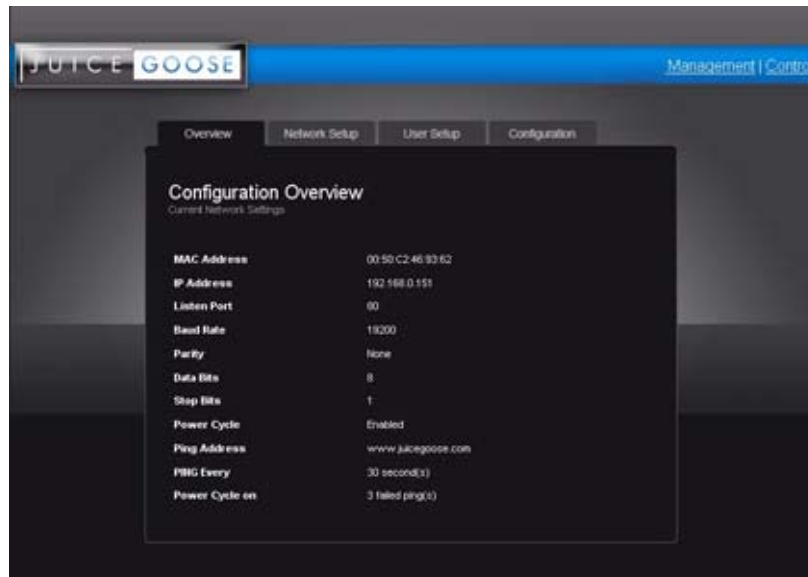 JUICE GOOSE
Management | Contro
Overview Network Setup User Setup Configuration
Configuration Overview
Current Network Settings
MAC Address 00:50:C2:46:93:62
IP Address 192.168.0.151
Listen Port 80
Baud Rate 19200
Parity None
Data Bits 8
Stop Bits 1
Power Cycle Enabled
Ping Address www.juicegoose.com
PING Every 30 second(s)
Power Cycle on 3 failed ping(s)